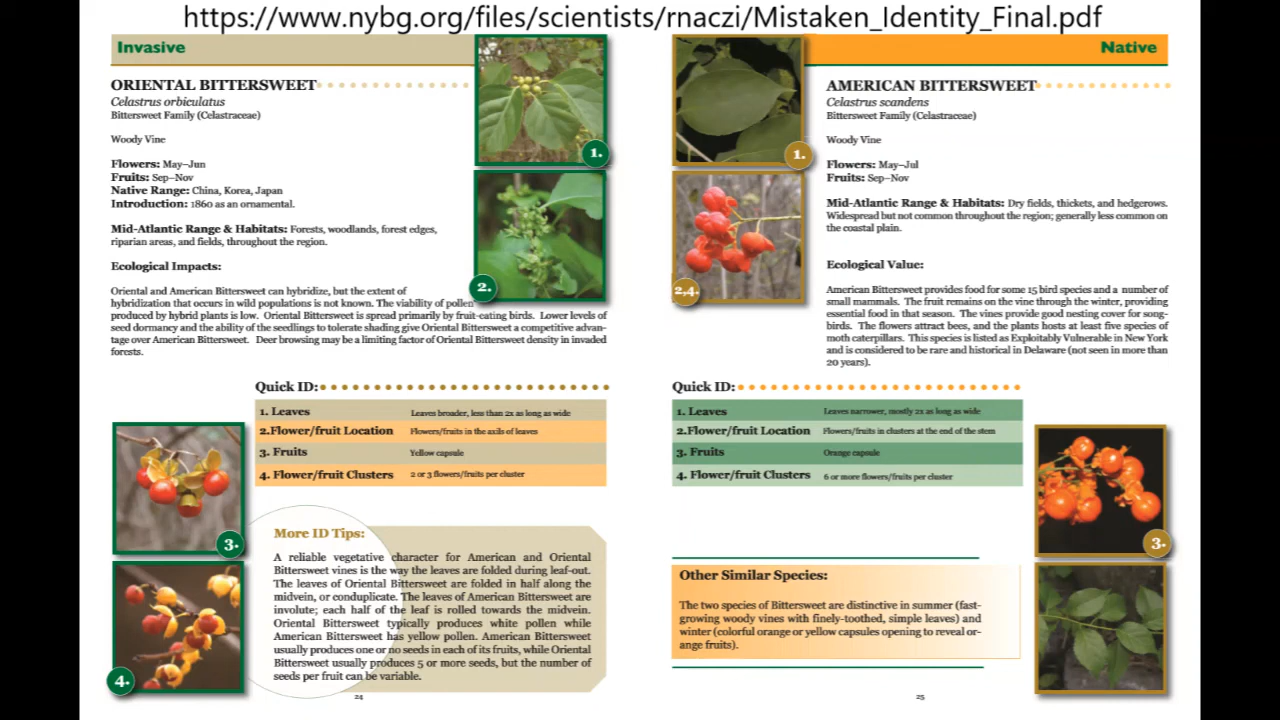 https://www.nybg.org/files/scientists/rnaczi/Mistaken_Identity_Final.pdf
Invasive
ORIENTAL BITTERSWEET
Celastrus orbiculatus
Bittersweet Family (Celastraceae)
Woody Vine
Flowers: May–Jun
Fruits: Sep–Nov
Native Range: China, Korea, Japan
Introduction: 1860 as an ornamental.
Mid-Atlantic Range & Habitats: Forests, woodlands, forest edges,
riparian areas, and fields, throughout the region.
Ecological Impacts:
Oriental and American Bittersweet can hybridize, but the extent of
hybridization that occurs in wild populations is not known. The viability of pollen
produced by hybrid plants is low. Oriental Bittersweet is spread primarily by fruit-eating birds. Lower levels of
seed dormancy and the ability of the seedlings to tolerate shading give Oriental Bittersweet a competitive advan-
tage over American Bittersweet. Deer browsing may be a limiting factor of Oriental Bittersweet density in invaded
forests.
1.
2.
Quick ID:
1. Leaves Leaves broader, less than 2x as long as wide
2.Flower/fruit Location Flowers/fruits in the axils of leaves
3. Fruits Yellow capsule
4. Flower/fruit Clusters 2 or 3 flowers/fruits per cluster
3.
4.
More ID Tips:
A reliable vegetative character for American and Oriental
Bittersweet vines is the way the leaves are folded during leaf-out.
The leaves of Oriental Bittersweet are folded in half along the
midvein, or conduplicate. The leaves of American Bittersweet are
involute; each half of the leaf is rolled towards the midvein.
Oriental Bittersweet typically produces white pollen while
American Bittersweet has yellow pollen. American Bittersweet
usually produces one or no seeds in each of its fruits, while Oriental
Bittersweet usually produces 5 or more seeds, but the number of
seeds per fruit can be variable.
24
Native
AMERICAN BITTERSWEET
Celastrus scandens
Bittersweet Family (Celastraceae)
Woody Vine
Flowers: May–Jul
Fruits: Sep–Nov
Mid-Atlantic Range & Habitats: Dry fields, thickets, and hedgerows.
Widespread but not common throughout the region; generally less common on
the coastal plain.
Ecological Value:
American Bittersweet provides food for some 15 bird species and a number of
small mammals. The fruit remains on the vine through the winter, providing
essential food in that season. The vines provide good nesting cover for song-
birds. The flowers attract bees, and the plants hosts at least five species of
moth caterpillars. This species is listed as Exploitably Vulnerable in New York
and is considered to be rare and historical in Delaware (not seen in more than
20 years).
1.
2,4.
Quick ID:
1. Leaves Leaves narrower, mostly 2x as long as wide
2.Flower/fruit Location Flowers/fruits in clusters at the end of the stem
3. Fruits Orange capsule
4. Flower/fruit Clusters 6 or more flowers/fruits per cluster
3.
Other Similar Species:
The two species of Bittersweet are distinctive in summer (fast-
growing woody vines with finely-toothed, simple leaves) and
winter (colorful orange or yellow capsules opening to reveal or-
ange fruits).
25